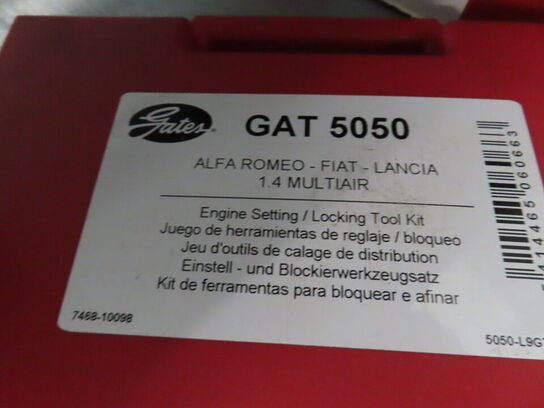 Gates
GAT 5050
ALFA ROMEO - FIAT - LANCIA
1.4 MULTIAIR
Engine Setting / Locking Tool Kit
Juego de herramientas de reglaje / bloqueo
Jeu d'outils de calage de distribution
Einstell - und Blockierwerkzeugsatz
Kit de ferramentas para bloquear e afinar
7468-10098
5414465060663